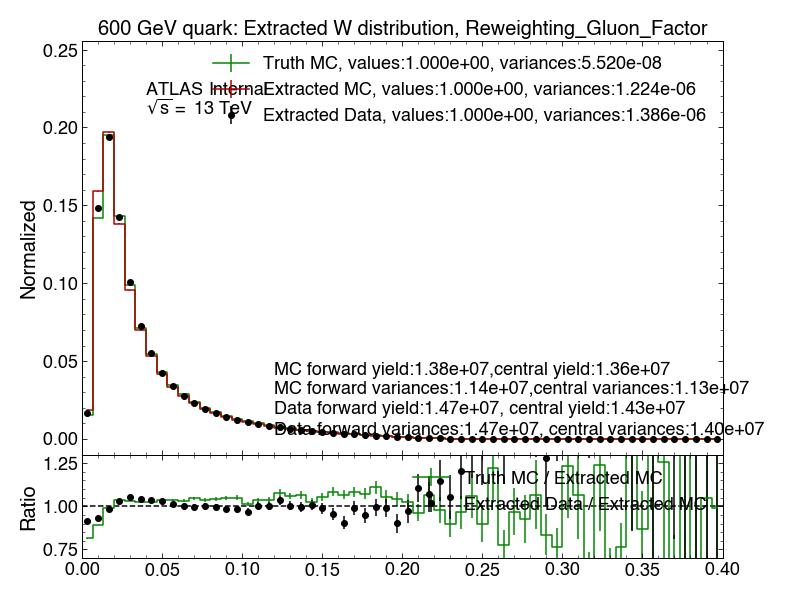 600 GeV quark: Extracted W distribution, Reweighting_Gluon_Factor
0.25
0.20
0.15
0.10
0.05
0.00
Normalized
Truth MC, values:1.000e+00, variances:5.520e-08
ATLAS Internal
Extracted MC, values:1.000e+00, variances:1.224e-06
√s = 13 TeV
Extracted Data, values:1.000e+00, variances:1.386e-06
MC forward yield:1.38e+07,central yield:1.36e+07
MC forward variances:1.14e+07,central variances:1.13e+07
Data forward yield:1.47e+07, central yield:1.43e+07
Data forward variances:1.47e+07, central variances:1.40e+07
1.25
1.00
0.75
Ratio
Truth MC / Extracted MC
Extracted Data / Extracted MC
0.00 0.05 0.10 0.15 0.20 0.25 0.30 0.35 0.40